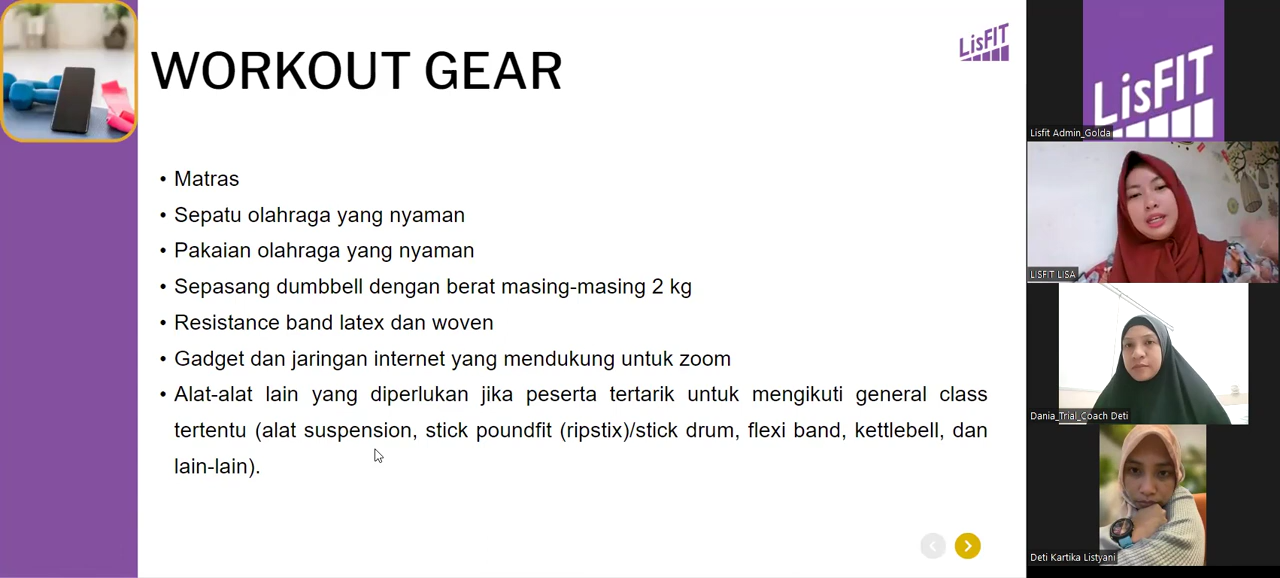 WORKOUT GEAR
LisFIT
• Matras
• Sepatu olahraga yang nyaman
• Pakaian olahraga yang nyaman
• Sepasang dumbbell dengan berat masing-masing 2 kg
• Resistance band latex dan woven
• Gadget dan jaringan internet yang mendukung untuk zoom
• Alat-alat lain yang diperlukan jika peserta tertarik untuk mengikuti general class
tertentu (alat suspension, stick poundfit (ripstix)/stick drum, flexi band, kettlebell, dan
lain-lain).
LisFIT
Lisfit Admin_Golda
LISFIT LISA
Dania_Trial_Coach Deti
Deti Kartika Listyani